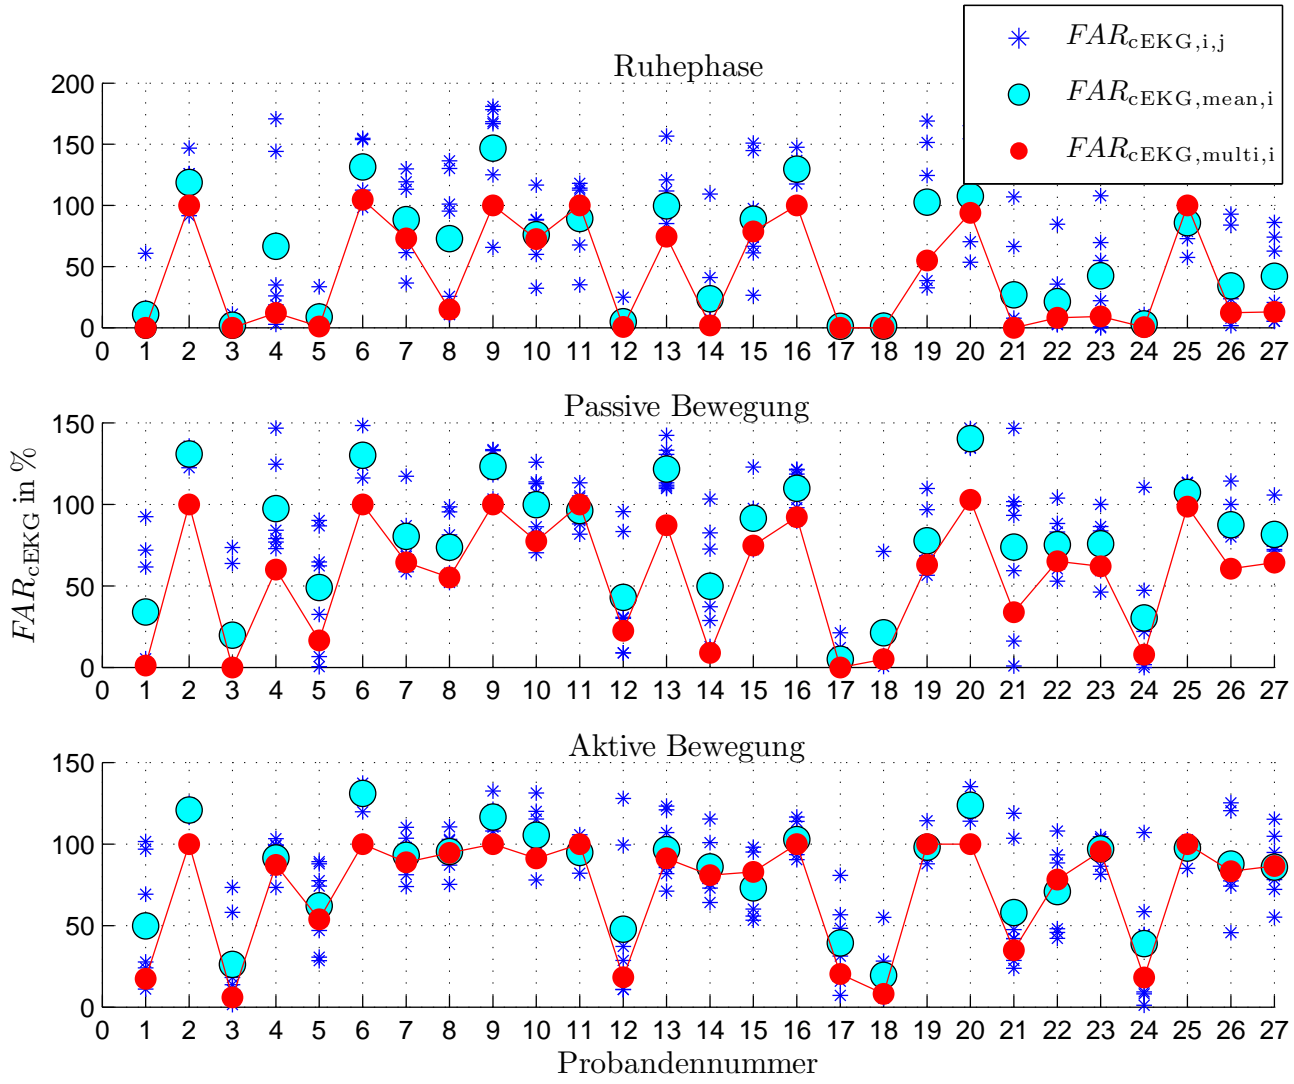 FAR_cEKG,i,j
FAR_cEKG,mean,i
FAR_cEKG,multi,i
Ruhephase
200
150
100
50
0
0 1 2 3 4 5 6 7 8 9 10 11 12 13 14 15 16 17 18 19 20 21 22 23 24 25 26 27
Passive Bewegung
FAR_cEKG in %
150
100
50
0
0 1 2 3 4 5 6 7 8 9 10 11 12 13 14 15 16 17 18 19 20 21 22 23 24 25 26 27
Aktive Bewegung
150
100
50
0
0 1 2 3 4 5 6 7 8 9 10 11 12 13 14 15 16 17 18 19 20 21 22 23 24 25 26 27
Probandennummer